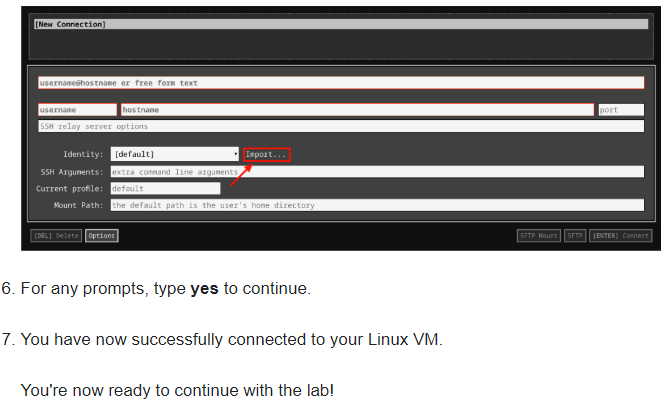 [New Connection]
username@hostname or free form text
username hostname port
SSH relay server options
Identity: [default] Import...
SSH Arguments: extra command line arguments
Current profile: default
Mount Path: the default path is the user's home directory
[DEL] Delete Options SFTP Mount SFTP [ENTER] Connect
6. For any prompts, type yes to continue.
7. You have now successfully connected to your Linux VM.
You're now ready to continue with the lab!